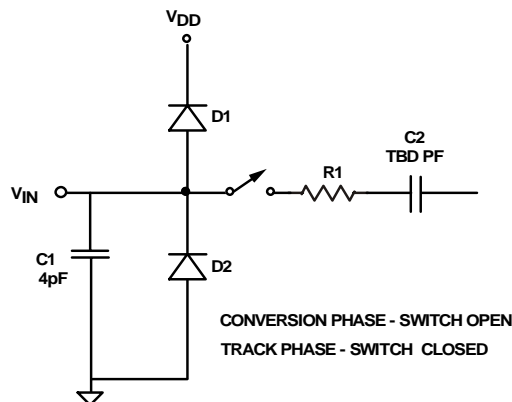 VDD
D1
C2
TBD PF
R1
VIN
C1
4pF
D2
CONVERSION PHASE - SWITCH OPEN
TRACK PHASE - SWITCH CLOSED